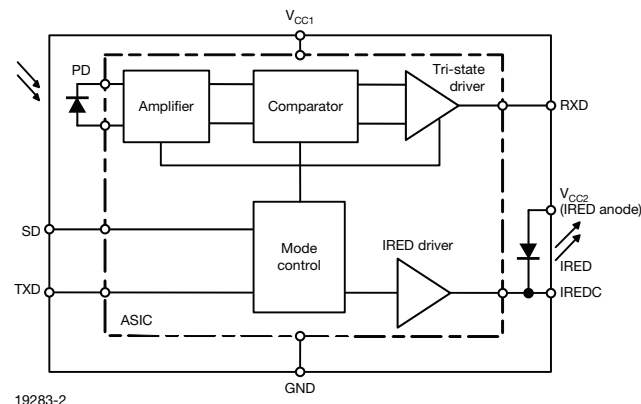 VCC1
PD
Amplifier
Comparator
Tri-state
driver
RXD
VCC2
(IRED anode)
SD
Mode
control
IRED driver
IRED
TXD
IREDC
ASIC
GND
19283-2